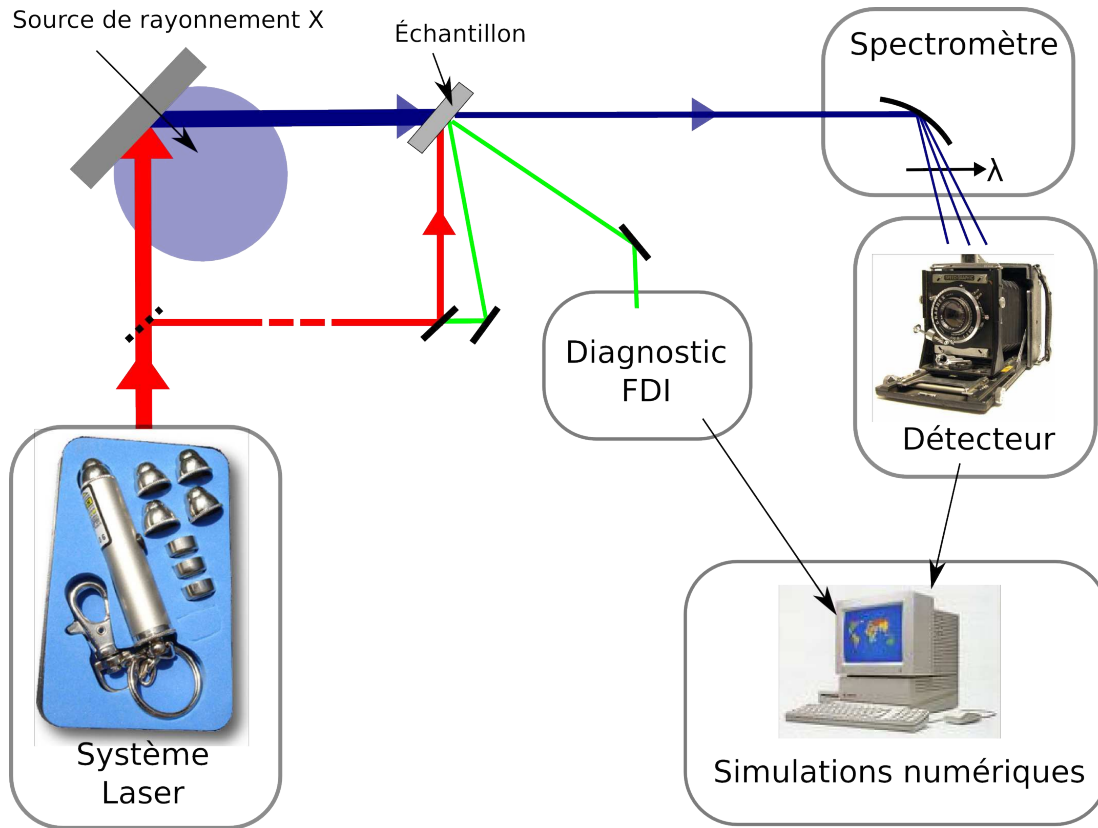 Source de rayonnement X
Échantillon
Spectromètre
λ
Diagnostic
FDI
Détecteur
Système
Laser
Simulations numériques